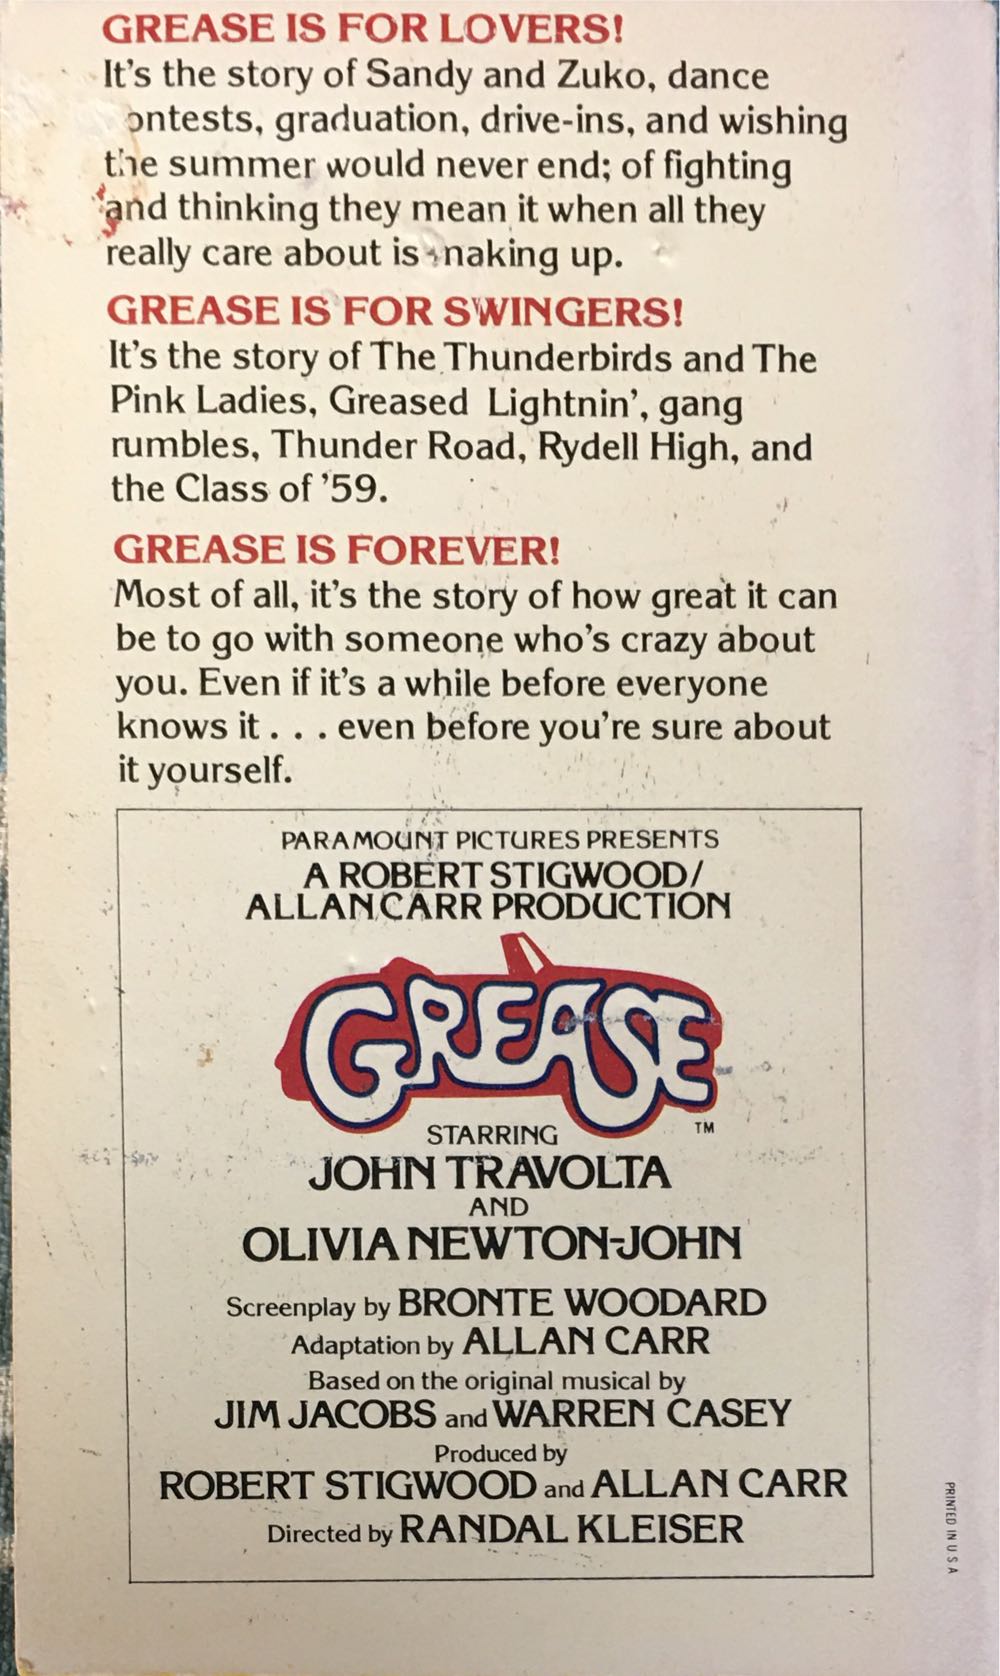 GREASE IS FOR LOVERS!
It's the story of Sandy and Zuko, dance
ontests, graduation, drive-ins, and wishing
the summer would never end; of fighting
and thinking they mean it when all they
really care about is making up.
GREASE IS FOR SWINGERS!
It's the story of The Thunderbirds and The
Pink Ladies, Greased Lightnin', gang
rumbles, Thunder Road, Rydell High, and
the Class of '59.
GREASE IS FOREVER!
Most of all, it's the story of how great it can
be to go with someone who's crazy about
you. Even if it's a while before everyone
knows it . . . even before you're sure about
it yourself.
PARAMOUNT PICTURES PRESENTS
A ROBERT STIGWOOD/
ALLAN CARR PRODUCTION
GREASE
TM
STARRING
JOHN TRAVOLTA
AND
OLIVIA NEWTON-JOHN
Screenplay by BRONTE WOODARD
Adaptation by ALLAN CARR
Based on the original musical by
JIM JACOBS and WARREN CASEY
Produced by
ROBERT STIGWOOD and ALLAN CARR
Directed by RANDAL KLEISER
PRINTED IN U S A